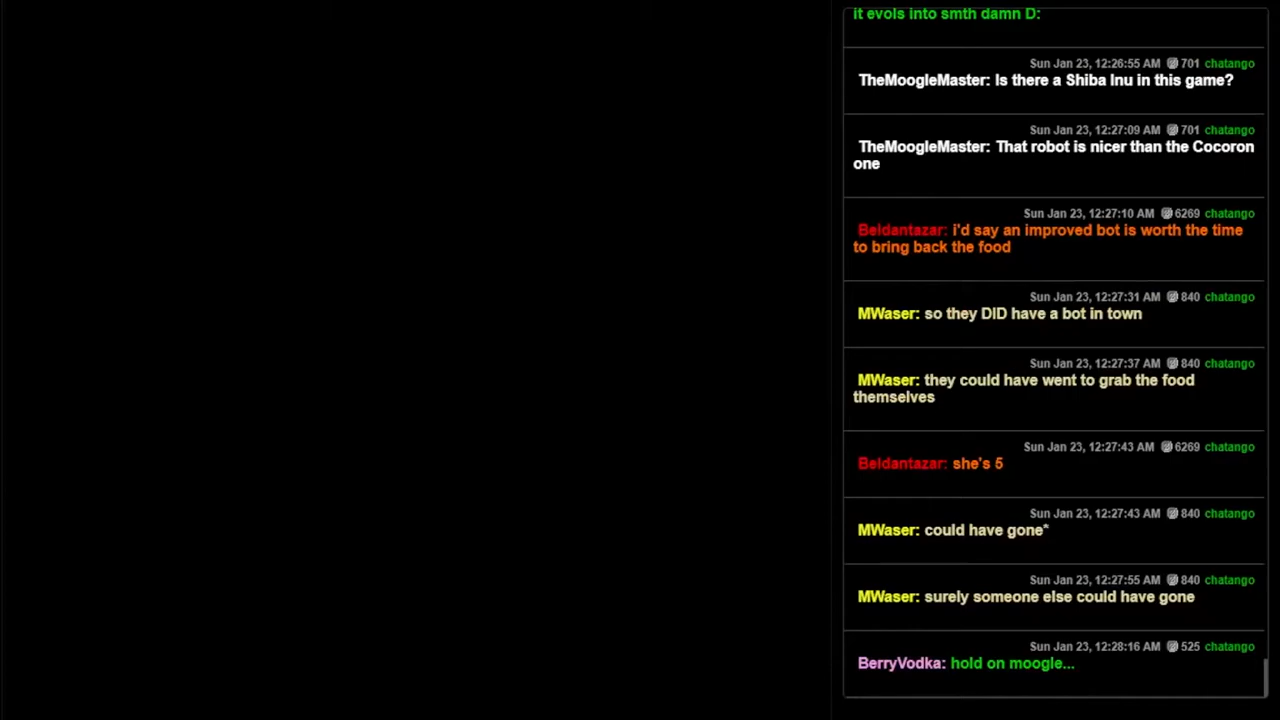 it evols into smth damn D:
Sun Jan 23, 12:26:55 AM 701 chatango
TheMoogleMaster: Is there a Shiba Inu in this game?
Sun Jan 23, 12:27:09 AM 701 chatango
TheMoogleMaster: That robot is nicer than the Cocoron
one
Sun Jan 23, 12:27:10 AM 6269 chatango
Beldantazar: i'd say an improved bot is worth the time
to bring back the food
Sun Jan 23, 12:27:31 AM 840 chatango
MWaser: so they DID have a bot in town
Sun Jan 23, 12:27:37 AM 840 chatango
MWaser: they could have went to grab the food
themselves
Sun Jan 23, 12:27:43 AM 6269 chatango
Beldantazar: she's 5
Sun Jan 23, 12:27:43 AM 840 chatango
MWaser: could have gone*
Sun Jan 23, 12:27:55 AM 840 chatango
MWaser: surely someone else could have gone
Sun Jan 23, 12:28:16 AM 525 chatango
BerryVodka: hold on moogle...